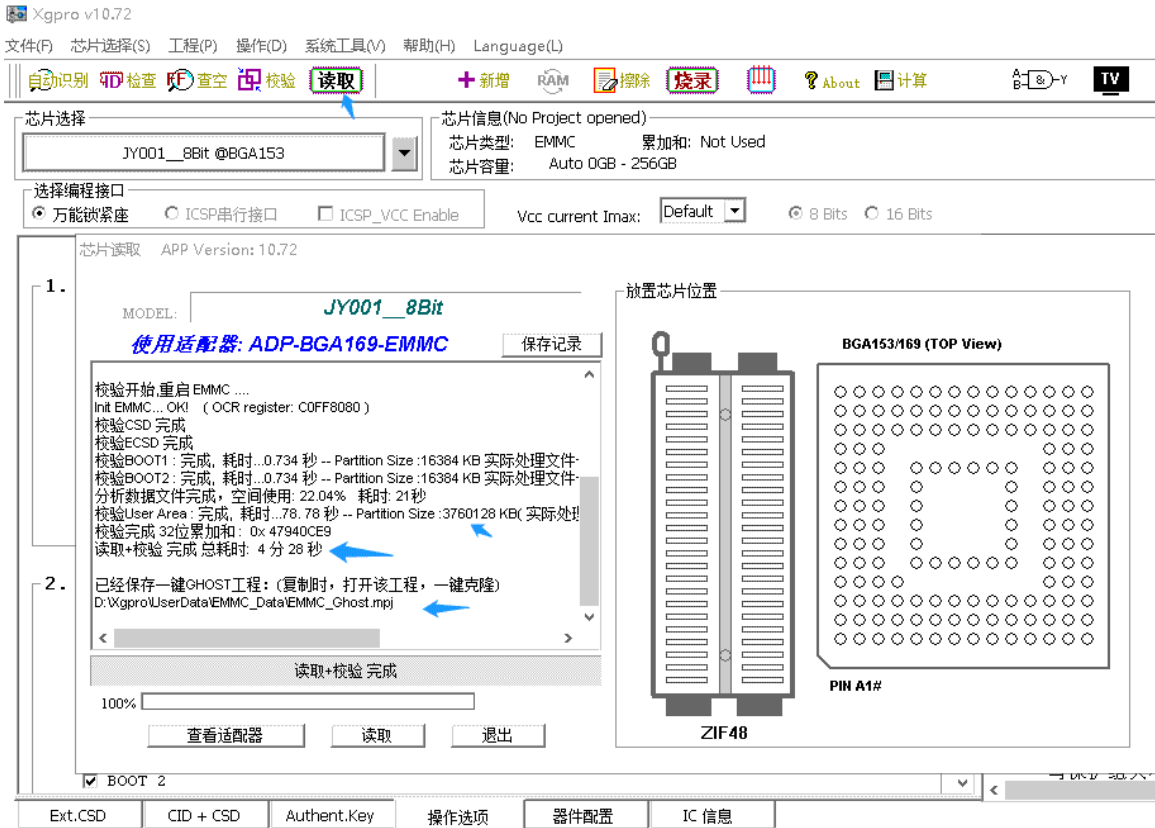 Xgpro v10.72
文件(F) 芯片选择(S) 工程(P) 操作(D) 系统工具(V) 帮助(H) Language(L)
自动识别 检查 查空 校验 读取 新增 RAM 擦除 烧录 About 计算 TV
芯片选择
JY001__8Bit @BGA153
芯片信息(No Project opened)
芯片类型: EMMC 累加和: Not Used
芯片容量: Auto 0GB - 256GB
选择编程接口
万能锁紧座 ICSP串行接口 ICSP_VCC Enable Vcc current Imax: Default 8 Bits 16 Bits
芯片读取 APP Version: 10.72
1.
MODEL: JY001__8Bit
使用适配器: ADP-BGA169-EMMC 保存记录
校验开始,重启 EMMC ....
Init EMMC... OK! ( OCR register: C0FF8080 )
校验CSD 完成
校验ECSD 完成
校验BOOT1 : 完成, 耗时...0.734 秒 -- Partition Size :16384 KB 实际处理文件
校验BOOT2 : 完成, 耗时...0.734 秒 -- Partition Size :16384 KB 实际处理文件
分析数据文件完成，空间使用: 22.04% 耗时: 21秒
校验User Area : 完成, 耗时...78. 78 秒 -- Partition Size :3760128 KB( 实际处理
校验完成 32位累加和 : 0x 47940CE9
读取+校验 完成 总耗时: 4 分 28 秒
2.
已经保存一键GHOST工程: (复制时，打开该工程，一键克隆)
D:\Xgpro\UserData\EMMC_Data\EMMC_Ghost.mpj
读取+校验 完成
100%
查看适配器 读取 退出
放置芯片位置
BGA153/169 (TOP View)
PIN A1#
ZIF48
BOOT 2
Ext.CSD CID + CSD Authent.Key 操作选项 器件配置 IC 信息